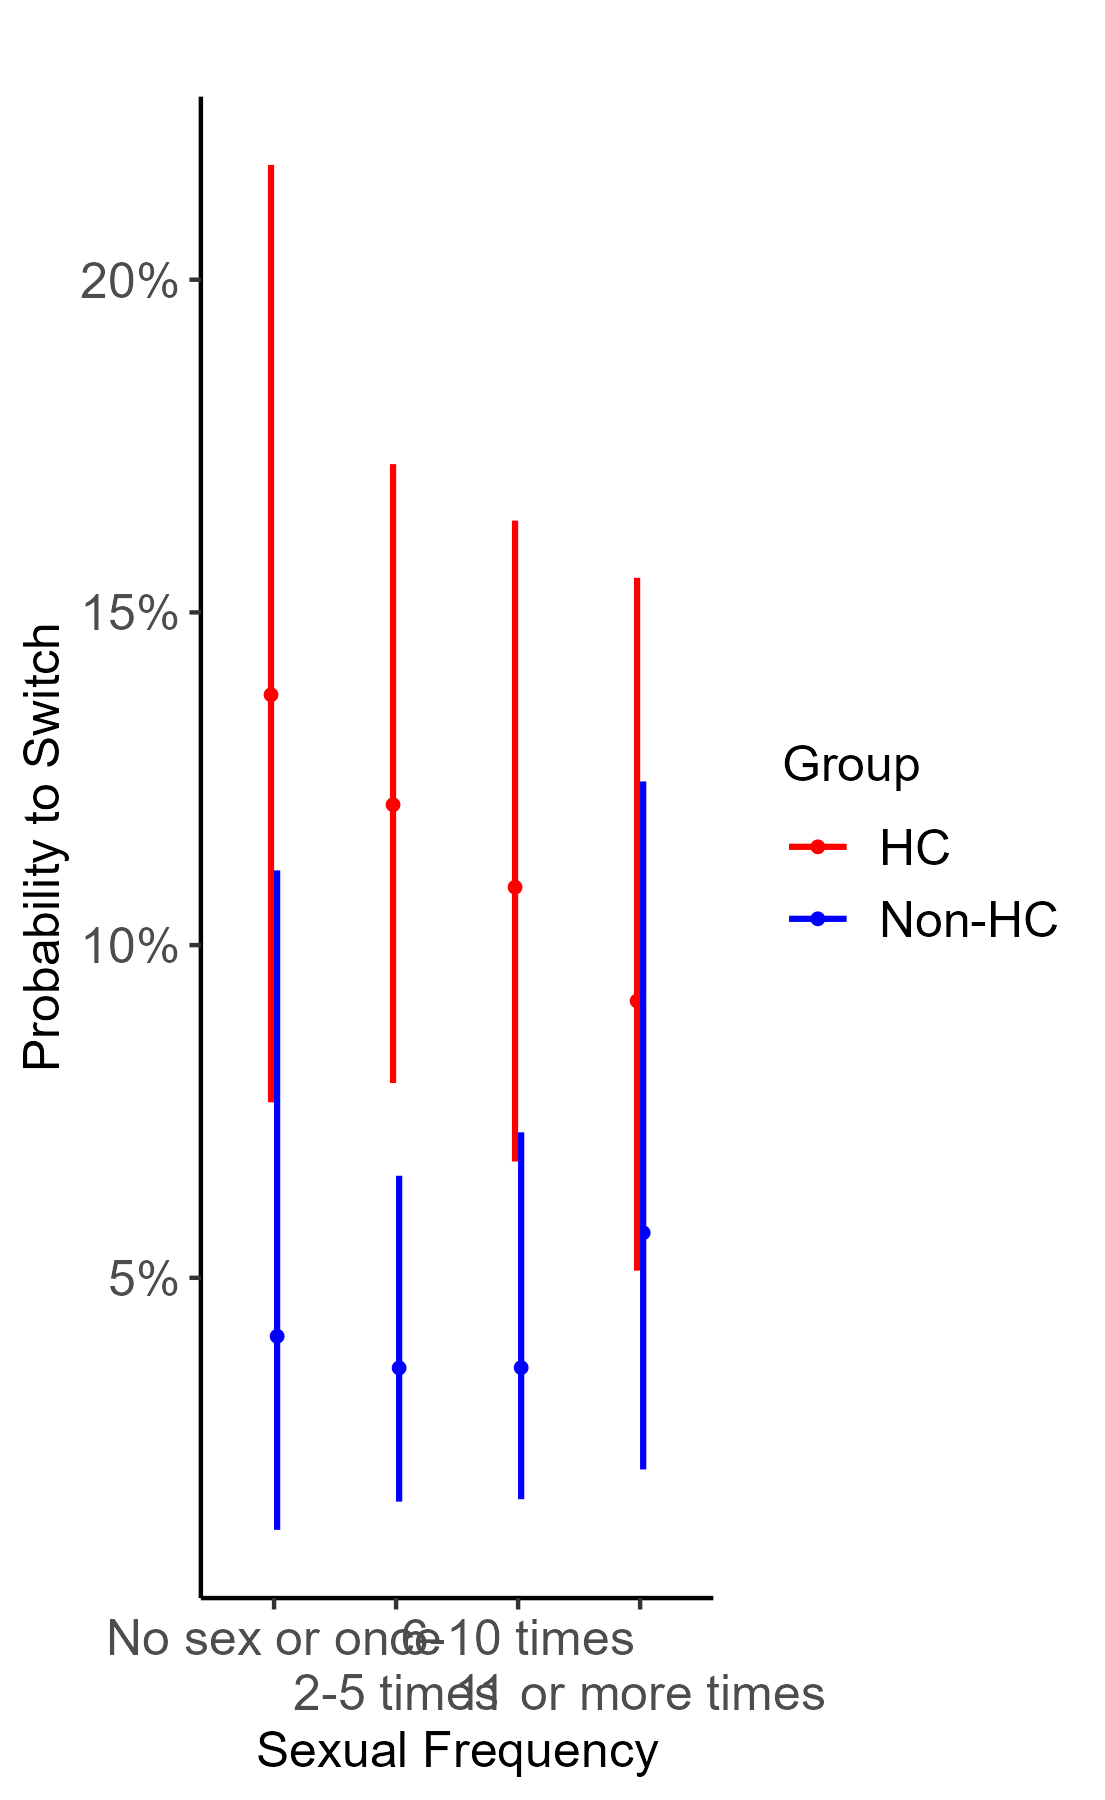 20%
15%
10%
5%
Probability to Switch
Group
HC
Non-HC
No sex or once
6-10 times
2-5 times
11 or more times
Sexual Frequency